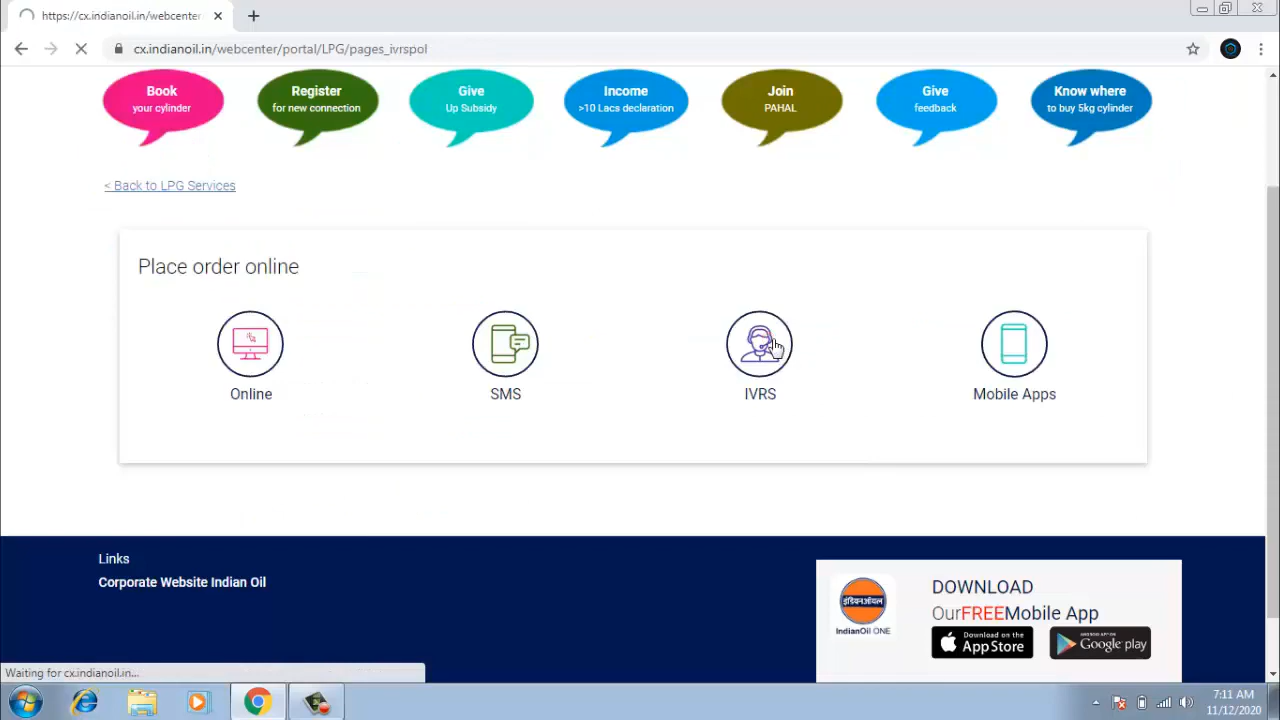 https://cx.indianoil.in/webcenter
cx.indianoil.in/webcenter/portal/LPG/pages_ivrspol
Book
your cylinder
Register
for new connection
Give
Up Subsidy
Income
>10 Lacs declaration
Join
PAHAL
Give
feedback
Know where
to buy 5kg cylinder
< Back to LPG Services
Place order online
Online
SMS
IVRS
Mobile Apps
Links
Corporate Website Indian Oil
इंडियनऑयल
IndianOil ONE
DOWNLOAD
OurFREEMobile App
Download on the
App Store
ANDROID APP ON
Google play
Waiting for cx.indianoil.in...
7:11 AM
11/12/2020